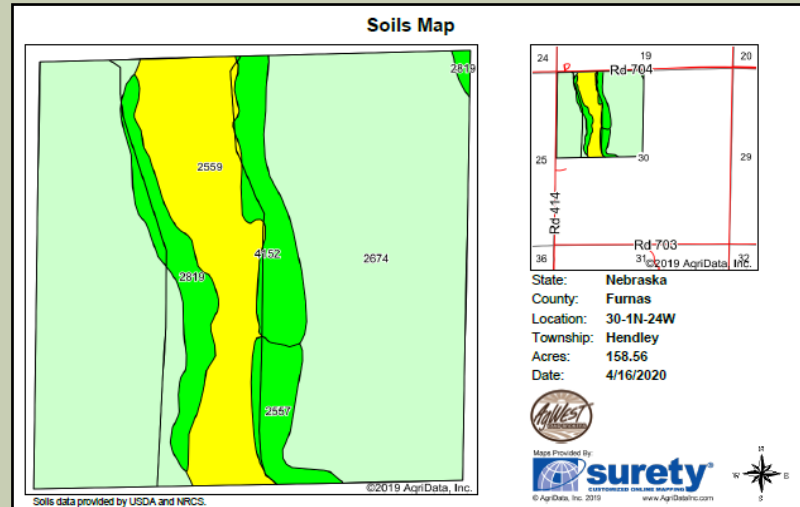 Soils Map
2819
2559
4152
2819
2674
2557
©2019 AgriData, Inc.
Soils data provided by USDA and NRCS.
24
19
20
Rd 704
25
30
29
Rd 414
Rd 703
36
31
32
©2019 AgriData, Inc.
State: Nebraska
County: Furnas
Location: 30-1N-24W
Township: Hendley
Acres: 158.56
Date: 4/16/2020
AgWest
Maps Provided By:
surety®
CUSTOMIZED ONLINE MAPPING
© AgriData, Inc. 2019
www.AgriDataInc.com
N
W
E
S